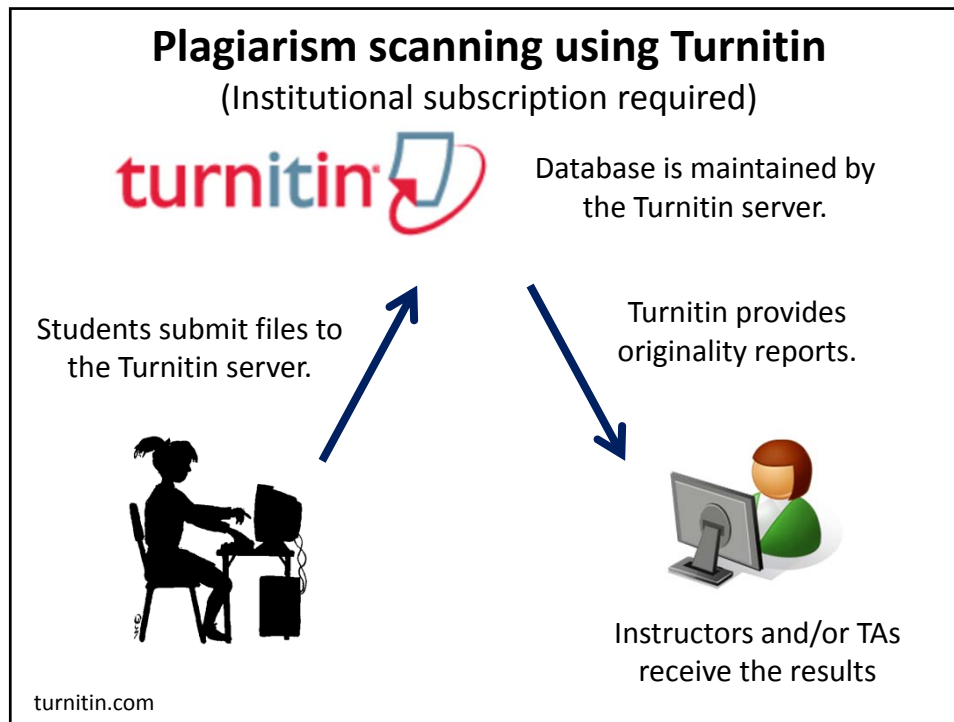 Plagiarism scanning using Turnitin
(Institutional subscription required)
turnitin
Database is maintained by
the Turnitin server.
Students submit files to
the Turnitin server.
Turnitin provides
originality reports.
Instructors and/or TAs
receive the results
turnitin.com